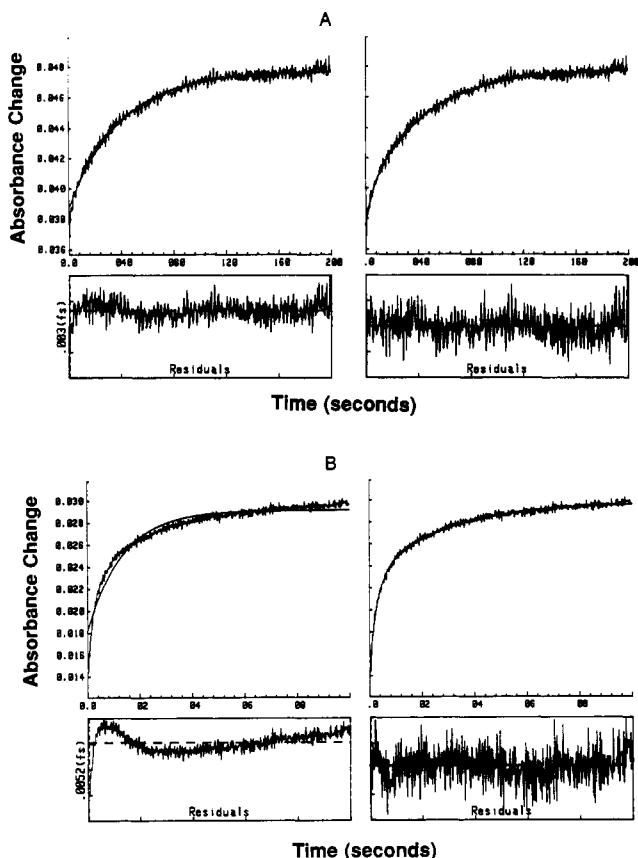 A
Absorbance Change
0.048
0.046
0.044
0.042
0.040
0.038
0.036
0.0 040 080 120 160 200
.0 040 080 120 160 200
.003(fs)
Residuals
Residuals
Time (seconds)
B
Absorbance Change
0.030
0.028
0.026
0.024
0.022
0.020
0.018
0.016
0.014
.0 02 04 06 08
.0 02 04 06 08
.0052(fs)
Residuals
Residuals
Time (seconds)